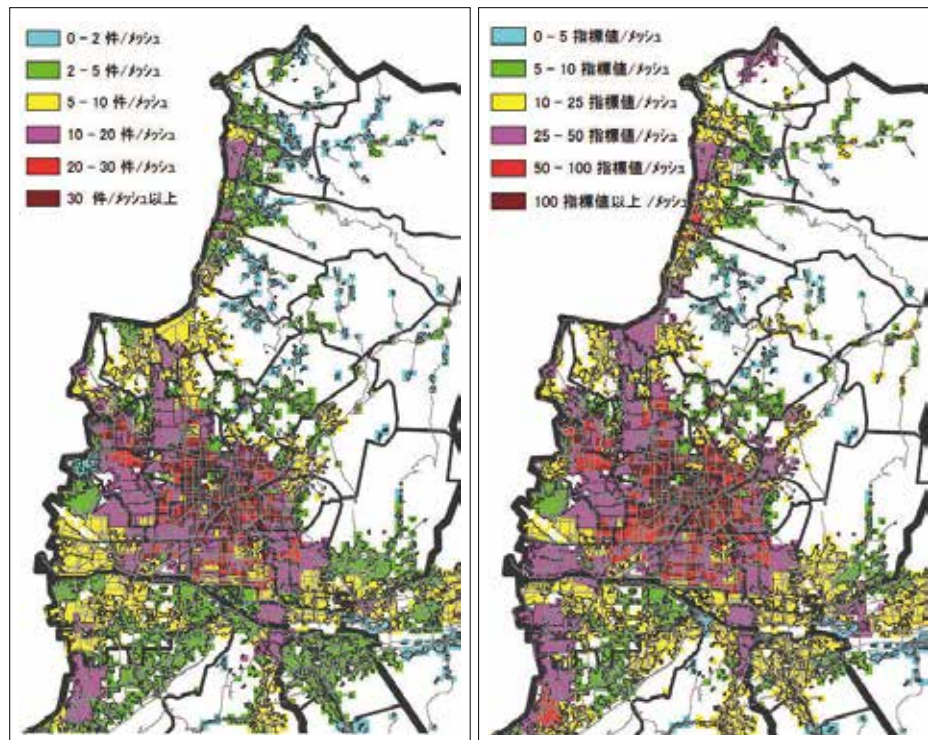 0-2 件/メッシュ
2-5 件/メッシュ
5-10 件/メッシュ
10-20 件/メッシュ
20-30 件/メッシュ
30 件/メッシュ以上
0-5 指標値/メッシュ
5-10 指標値/メッシュ
10-25 指標値/メッシュ
25-50 指標値/メッシュ
50-100 指標値/メッシュ
100 指標値以上 /メッシュ